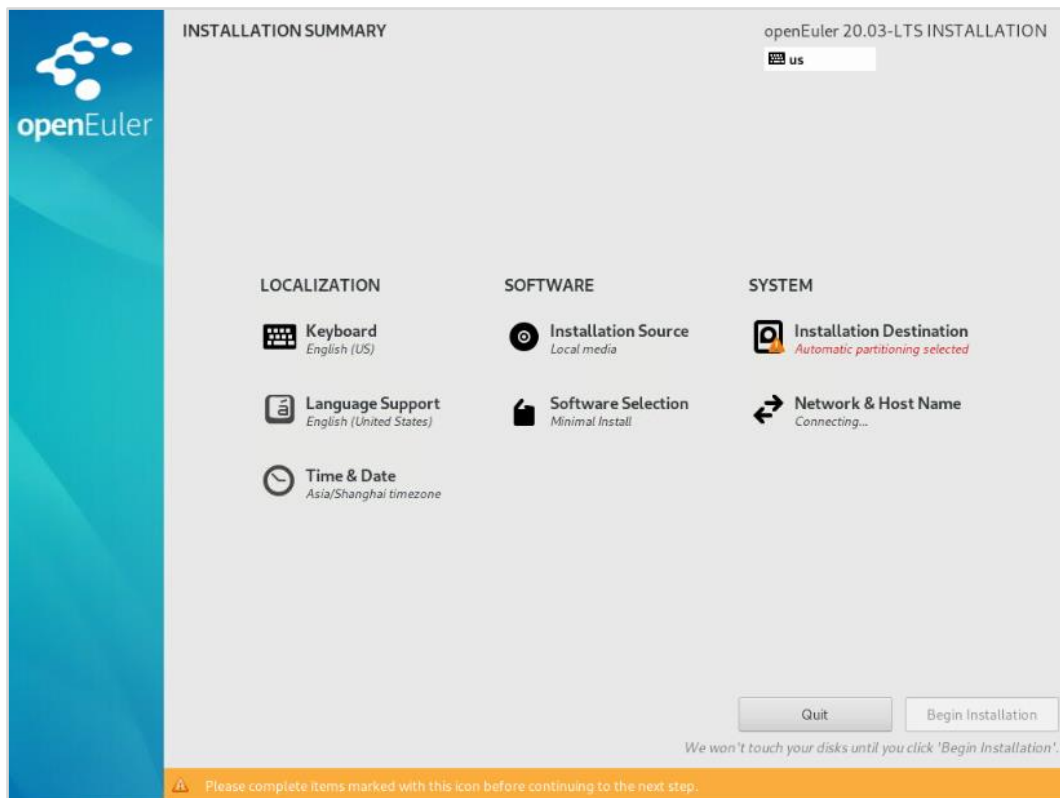 openEuler
INSTALLATION SUMMARY
openEuler 20.03-LTS INSTALLATION
us
LOCALIZATION
Keyboard
English (US)
Language Support
English (United States)
Time & Date
Asia/Shanghai timezone
SOFTWARE
Installation Source
Local media
Software Selection
Minimal Install
SYSTEM
Installation Destination
Automatic partitioning selected
Network & Host Name
Connecting...
Quit
Begin Installation
We won't touch your disks until you click 'Begin Installation'.
Please complete items marked with this icon before continuing to the next step.